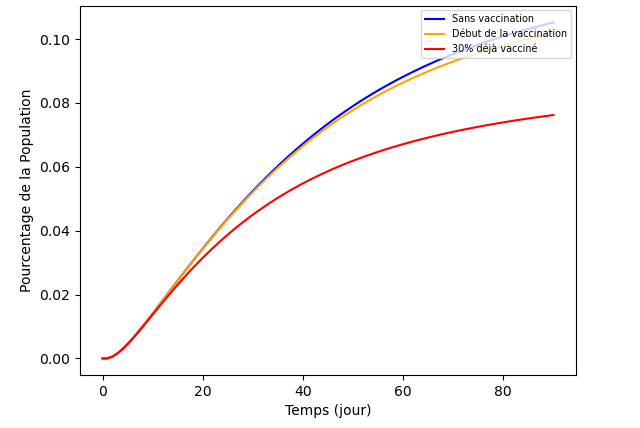 Sans vaccination
Début de la vaccination
30% déjà vacciné
0.10
0.08
0.06
0.04
0.02
0.00
Pourcentage de la Population
0 20 40 60 80
Temps (jour)